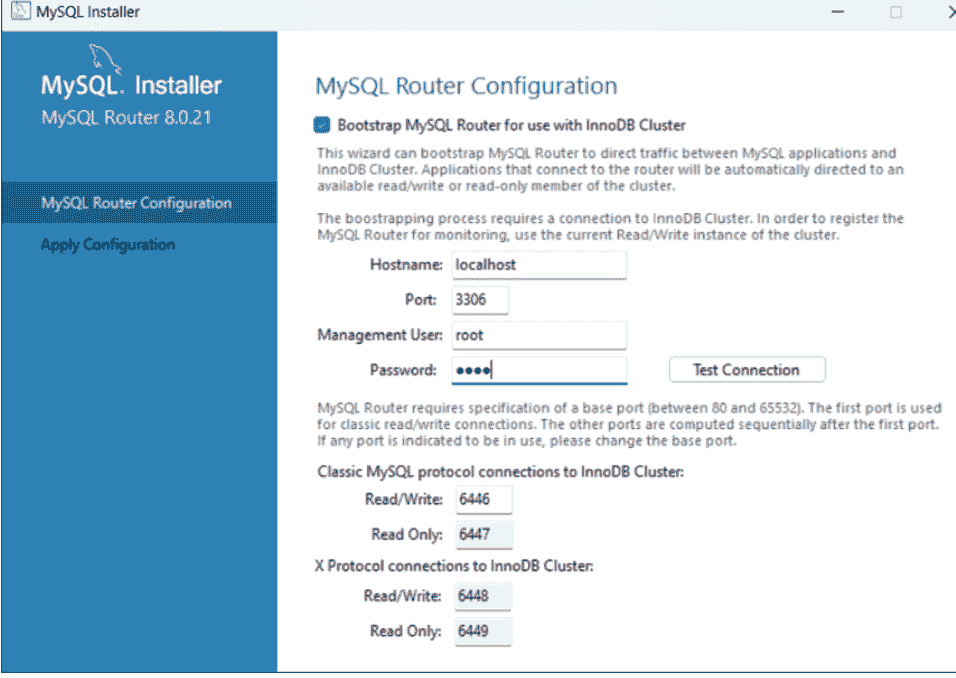 MySQL Installer
MySQL. Installer
MySQL Router 8.0.21
MySQL Router Configuration
Apply Configuration
MySQL Router Configuration
Bootstrap MySQL Router for use with InnoDB Cluster
This wizard can bootstrap MySQL Router to direct traffic between MySQL applications and
InnoDB Cluster. Applications that connect to the router will be automatically directed to an
available read/write or read-only member of the cluster.
The boostrapping process requires a connection to InnoDB Cluster. In order to register the
MySQL Router for monitoring, use the current Read/Write instance of the cluster.
Hostname: localhost
Port: 3306
Management User: root
Password: ●●●●
Test Connection
MySQL Router requires specification of a base port (between 80 and 65532). The first port is used
for classic read/write connections. The other ports are computed sequentially after the first port.
If any port is indicated to be in use, please change the base port.
Classic MySQL protocol connections to InnoDB Cluster:
Read/Write: 6446
Read Only: 6447
X Protocol connections to InnoDB Cluster:
Read/Write: 6448
Read Only: 6449